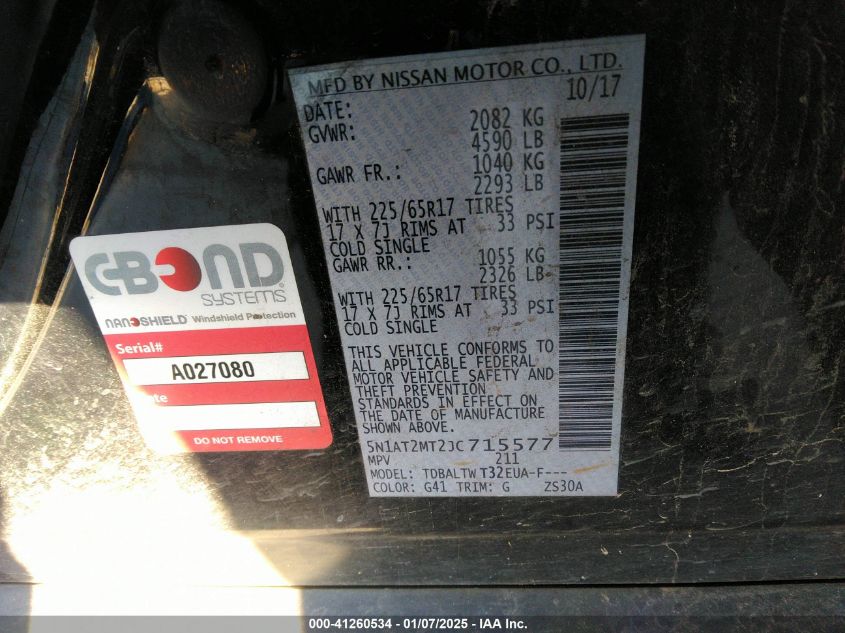 MFD BY NISSAN MOTOR CO., LTD.
DATE: 10/17
GVWR: 2082 KG
4590 LB
GAWR FR.: 1040 KG
2293 LB
WITH 225/65R17 TIRES
17 X 7J RIMS AT 33 PSI
COLD SINGLE
GAWR RR.: 1055 KG
2326 LB
WITH 225/65R17 TIRES
17 X 7J RIMS AT 33 PSI
COLD SINGLE
THIS VEHICLE CONFORMS TO
ALL APPLICABLE FEDERAL
MOTOR VEHICLE SAFETY AND
THEFT PREVENTION
STANDARDS IN EFFECT ON
THE DATE OF MANUFACTURE
SHOWN ABOVE.
5N1AT2MT2JC715577
MPV 211
MODEL: TDBALTW T32EUA-F---
COLOR: G41 TRIM: G ZS30A
C-BOND
SYSTEMS
NANOSHIELD Windshield Protection
Serial#
A027080
DO NOT REMOVE
000-41260534 - 01/07/2025 - IAA Inc.